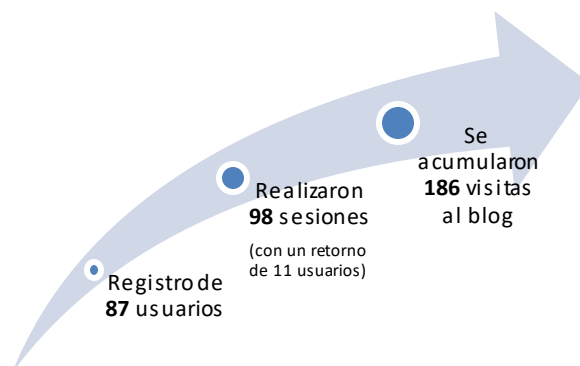 Registro de
87 usuarios
Realizaron
98 sesiones
(con un retorno
de 11 usuarios)
Se
acumularon
186 visitas
al blog